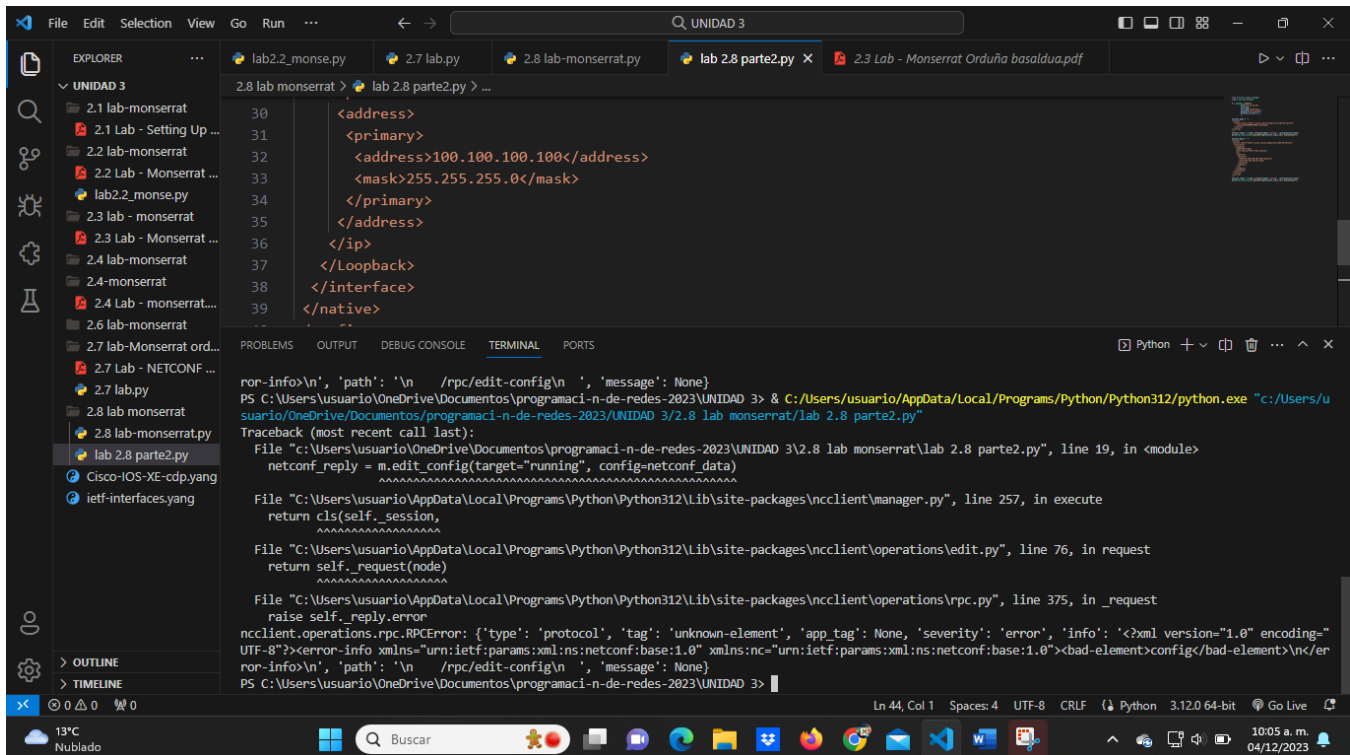 File Edit Selection View Go Run ··· ← → UNIDAD 3
EXPLORER ···
UNIDAD 3
2.1 lab-monserrat
2.1 Lab - Setting Up ...
2.2 lab-monserrat
2.2 Lab - Monserrat ...
lab2.2_monse.py
2.3 lab - monserrat
2.3 Lab - Monserrat ...
2.4 lab-monserrat
2.4-monserrat
2.4 Lab - monserrat....
2.6 lab-monserrat
2.7 lab-Monserrat ord...
2.7 Lab - NETCONF ...
2.7 lab.py
2.8 lab monserrat
2.8 lab-monserrat.py
lab 2.8 parte2.py
Cisco-IOS-XE-cdp.yang
ietf-interfaces.yang
OUTLINE
TIMELINE
lab2.2_monse.py 2.7 lab.py 2.8 lab-monserrat.py lab 2.8 parte2.py 2.3 Lab - Monserrat Orduña basaldua.pdf
2.8 lab monserrat > lab 2.8 parte2.py > ...
30 <address>
31 <primary>
32 <address>100.100.100.100</address>
33 <mask>255.255.255.0</mask>
34 </primary>
35 </address>
36 </ip>
37 </Loopback>
38 </interface>
39 </native>
PROBLEMS OUTPUT DEBUG CONSOLE TERMINAL PORTS Python
ror-info>\n', 'path': '\n    /rpc/edit-config\n  ', 'message': None}
PS C:\Users\usuario\OneDrive\Documentos\programaci-n-de-redes-2023\UNIDAD 3> & C:/Users/usuario/AppData/Local/Programs/Python/Python312/python.exe "c:/Users/u
suario/OneDrive/Documentos/programaci-n-de-redes-2023/UNIDAD 3/2.8 lab monserrat/lab 2.8 parte2.py"
Traceback (most recent call last):
File "C:\Users\usuario\OneDrive\Documentos\programaci-n-de-redes-2023\UNIDAD 3\2.8 lab monserrat\lab 2.8 parte2.py", line 19, in <module>
netconf_reply = m.edit_config(target="running", config=netconf_data)
^^^^^^^^^^^^^^^^^^^^^^^^^^^^^^^^^^^^^^^^^^^^^^^^^^^^
File "C:\Users\usuario\AppData\Local\Programs\Python\Python312\Lib\site-packages\ncclient\manager.py", line 257, in execute
return cls(self._session,
^^^^^^^^^^^^^^^^^^
File "C:\Users\usuario\AppData\Local\Programs\Python\Python312\Lib\site-packages\ncclient\operations\edit.py", line 76, in request
return self._request(node)
^^^^^^^^^^^^^^^^^^^
File "C:\Users\usuario\AppData\Local\Programs\Python\Python312\Lib\site-packages\ncclient\operations\rpc.py", line 375, in _request
raise self._reply.error
ncclient.operations.rpc.RPCError: {'type': 'protocol', 'tag': 'unknown-element', 'app_tag': None, 'severity': 'error', 'info': '<?xml version="1.0" encoding="
UTF-8"?><error-info xmlns="urn:ietf:params:xml:ns:netconf:base:1.0" xmlns:nc="urn:ietf:params:xml:ns:netconf:base:1.0"><bad-element>config</bad-element>\n</er
ror-info>\n', 'path': '\n    /rpc/edit-config\n  ', 'message': None}
PS C:\Users\usuario\OneDrive\Documentos\programaci-n-de-redes-2023\UNIDAD 3>
0 0 0 Ln 44, Col 1 Spaces: 4 UTF-8 CRLF Python 3.12.0 64-bit Go Live
13°C
Nublado
Buscar
10:05 a. m.
04/12/2023